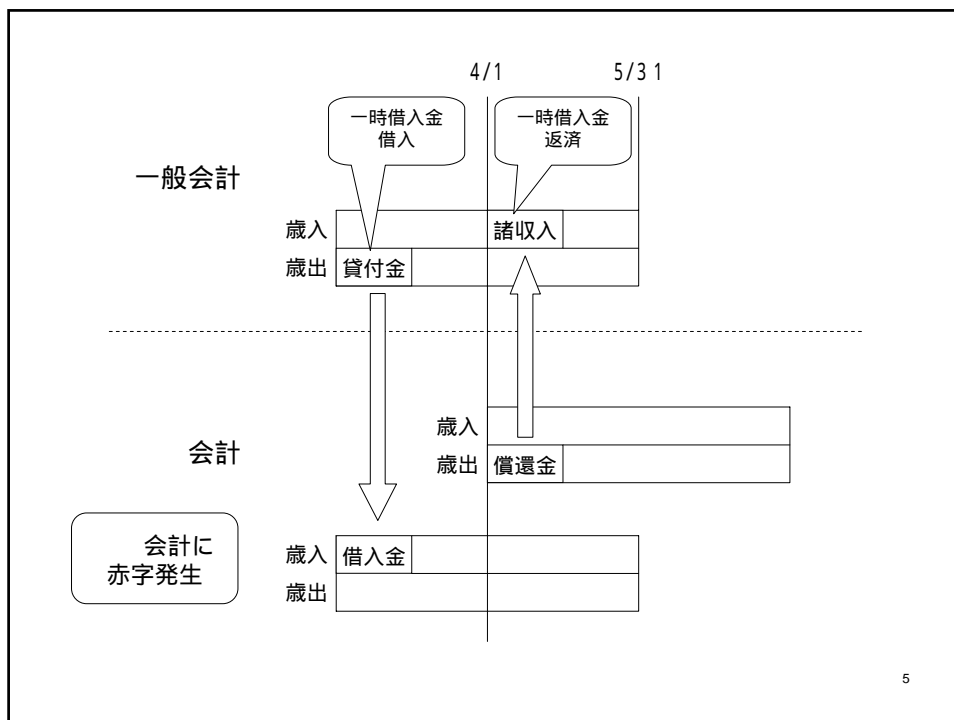 4/1
5/31
一時借入金
借入
一時借入金
返済
一般会計
歳入
諸収入
歳出
貸付金
歳入
会計
歳出
償還金
会計に
赤字発生
歳入
借入金
歳出
5